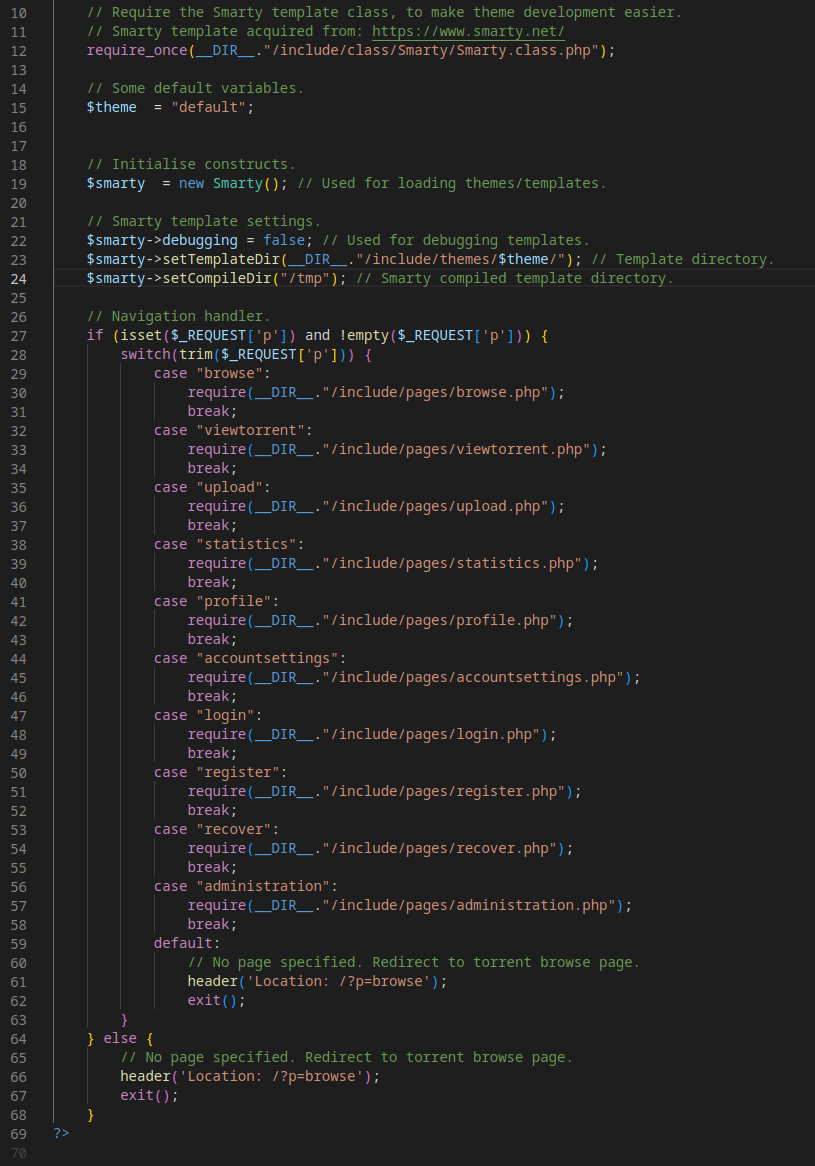 10 // Require the Smarty template class, to make theme development easier.
11 // Smarty template acquired from: https://www.smarty.net/
12 require_once(__DIR__."/include/class/Smarty/Smarty.class.php");
13
14 // Some default variables.
15 $theme  = "default";
16
17
18 // Initialise constructs.
19 $smarty  = new Smarty(); // Used for loading themes/templates.
20
21 // Smarty template settings.
22 $smarty->debugging = false; // Used for debugging templates.
23 $smarty->setTemplateDir(__DIR__."/include/themes/$theme/"); // Template directory.
24 $smarty->setCompileDir("/tmp"); // Smarty compiled template directory.
25
26 // Navigation handler.
27 if (isset($_REQUEST['p']) and !empty($_REQUEST['p'])) {
28 switch(trim($_REQUEST['p'])) {
29 case "browse":
30 require(__DIR__."/include/pages/browse.php");
31 break;
32 case "viewtorrent":
33 require(__DIR__."/include/pages/viewtorrent.php");
34 break;
35 case "upload":
36 require(__DIR__."/include/pages/upload.php");
37 break;
38 case "statistics":
39 require(__DIR__."/include/pages/statistics.php");
40 break;
41 case "profile":
42 require(__DIR__."/include/pages/profile.php");
43 break;
44 case "accountsettings":
45 require(__DIR__."/include/pages/accountsettings.php");
46 break;
47 case "login":
48 require(__DIR__."/include/pages/login.php");
49 break;
50 case "register":
51 require(__DIR__."/include/pages/register.php");
52 break;
53 case "recover":
54 require(__DIR__."/include/pages/recover.php");
55 break;
56 case "administration":
57 require(__DIR__."/include/pages/administration.php");
58 break;
59 default:
60 // No page specified. Redirect to torrent browse page.
61 header('Location: /?p=browse');
62 exit();
63 }
64 } else {
65 // No page specified. Redirect to torrent browse page.
66 header('Location: /?p=browse');
67 exit();
68 }
69 ?>
70